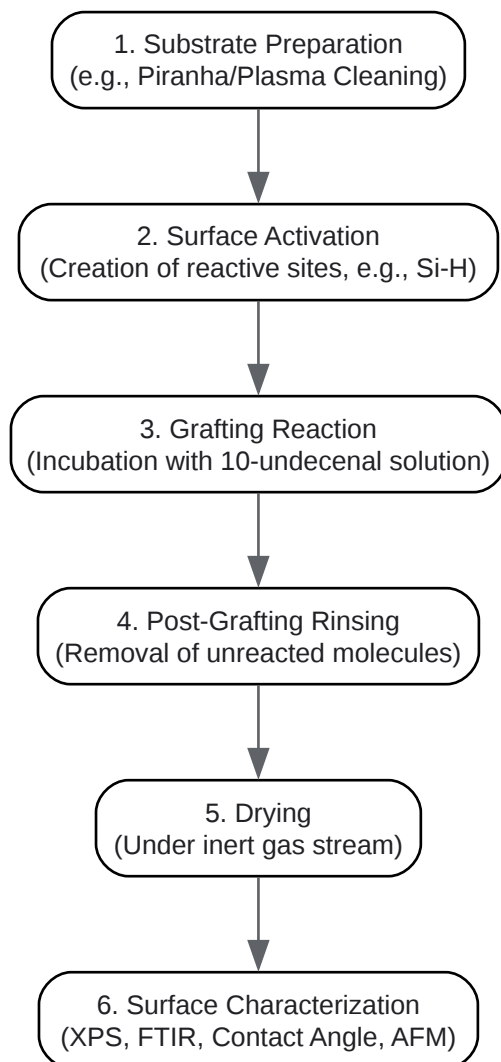 1. Substrate Preparation
(e.g., Piranha/Plasma Cleaning)
2. Surface Activation
(Creation of reactive sites, e.g., Si-H)
3. Grafting Reaction
(Incubation with 10-undecenal solution)
4. Post-Grafting Rinsing
(Removal of unreacted molecules)
5. Drying
(Under inert gas stream)
6. Surface Characterization
(XPS, FTIR, Contact Angle, AFM)